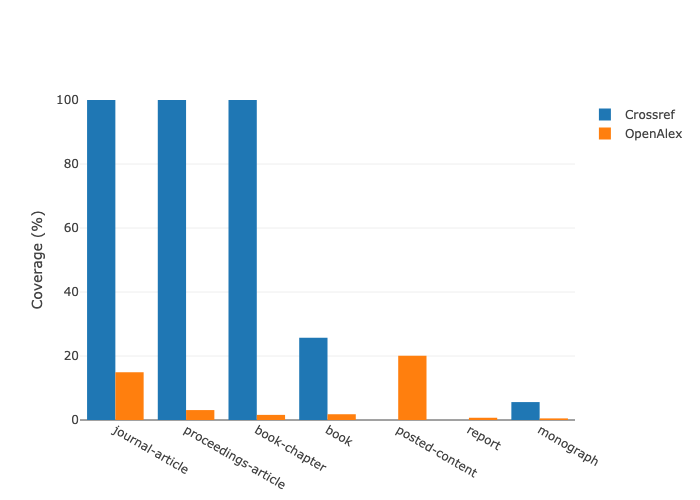 Coverage (%)
100
80
60
40
20
0
journal-article
proceedings-article
book-chapter
book
posted-content
report
monograph
Crossref
OpenAlex